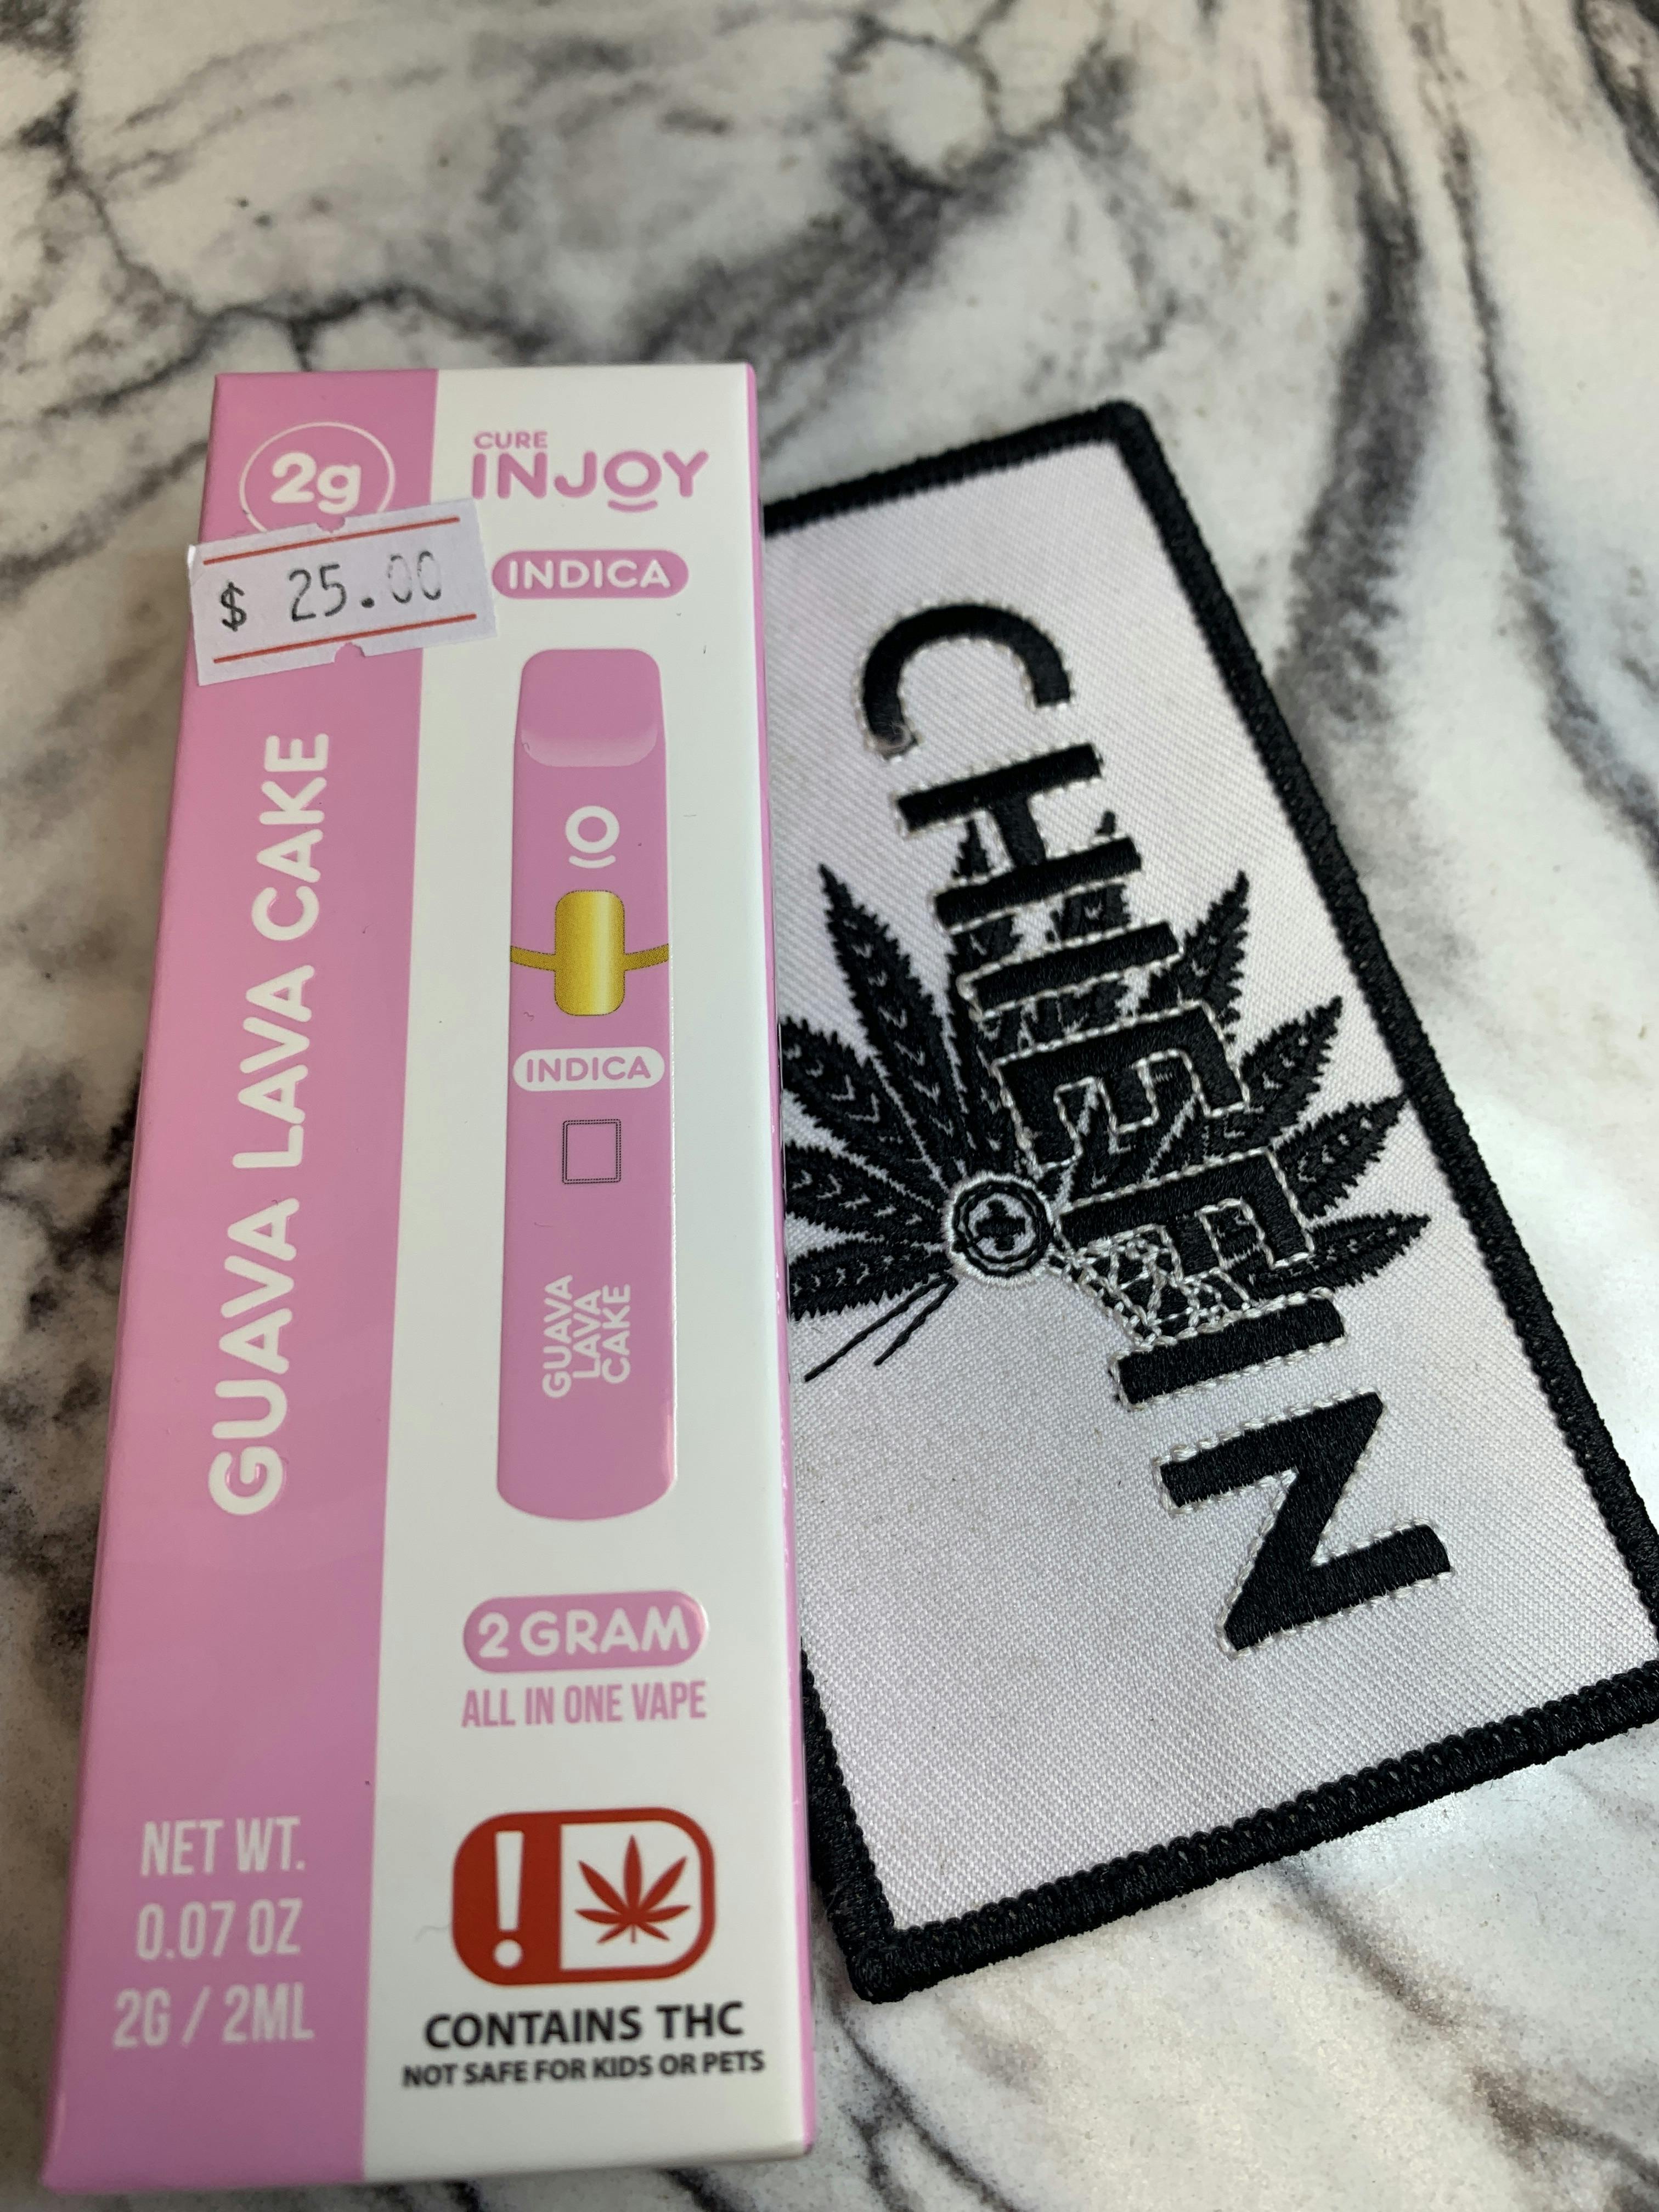 2g
$ 25.00
GUAVA LAVA CAKE
NET WT.
0.07 OZ
2G / 2ML
CURE
INJOY
INDICA
INDICA
GUAVA
LAVA
CAKE
2 GRAM
ALL IN ONE VAPE
!
CONTAINS THC
NOT SAFE FOR KIDS OR PETS
CHIEFIN